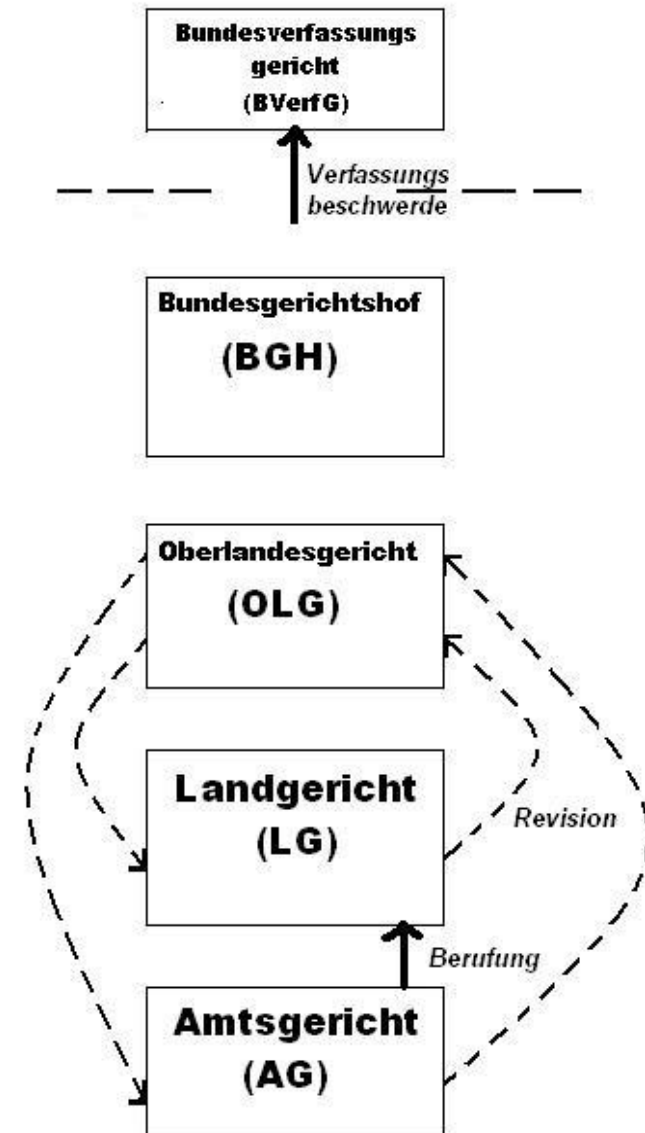 Bundesverfassungs
gericht
(BVerfG)
Verfassungs
beschwerde
Bundesgerichtshof
(BGH)
Oberlandesgericht
(OLG)
Landgericht
(LG)
Revision
Berufung
Amtsgericht
(AG)